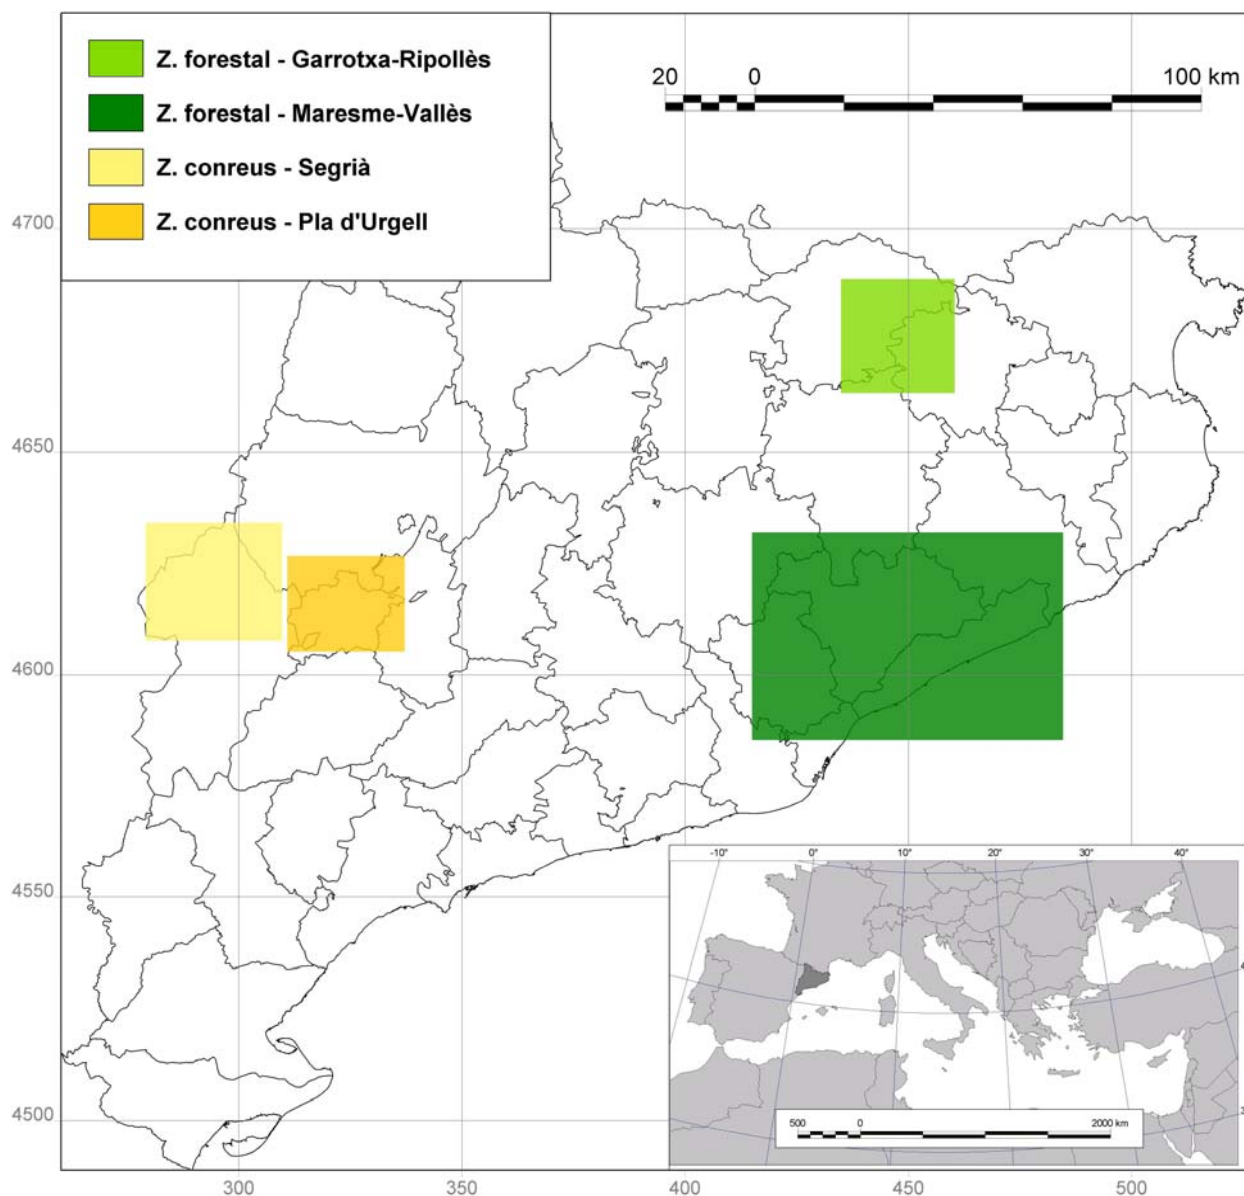 Z. forestal - Garrotxa-Ripollès
Z. forestal - Maresme-Vallès
Z. conreus - Segrià
Z. conreus - Pla d'Urgell
20 0 100 km
4700
4650
4600
4550
4500
300 350 400 450 500
-10° 0° 10° 20° 30° 40°
500 0 2000 km